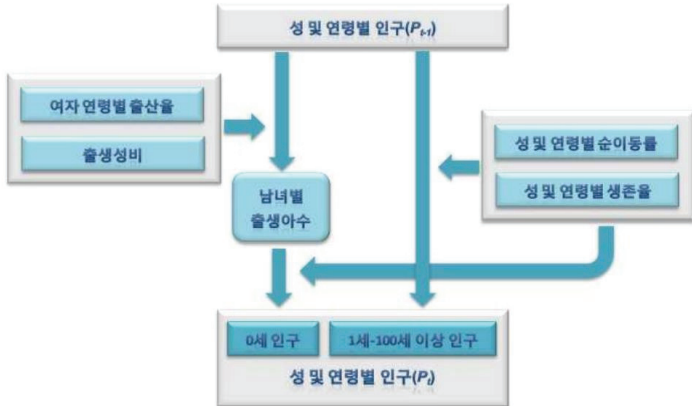 성 및 연령별 인구(Pt-1)
여자 연령별 출산율
출생성비
성 및 연령별 순이동률
성 및 연령별 생존율
남녀별
출생아수
0세 인구
1세-100세 이상 인구
성 및 연령별 인구(Pt)